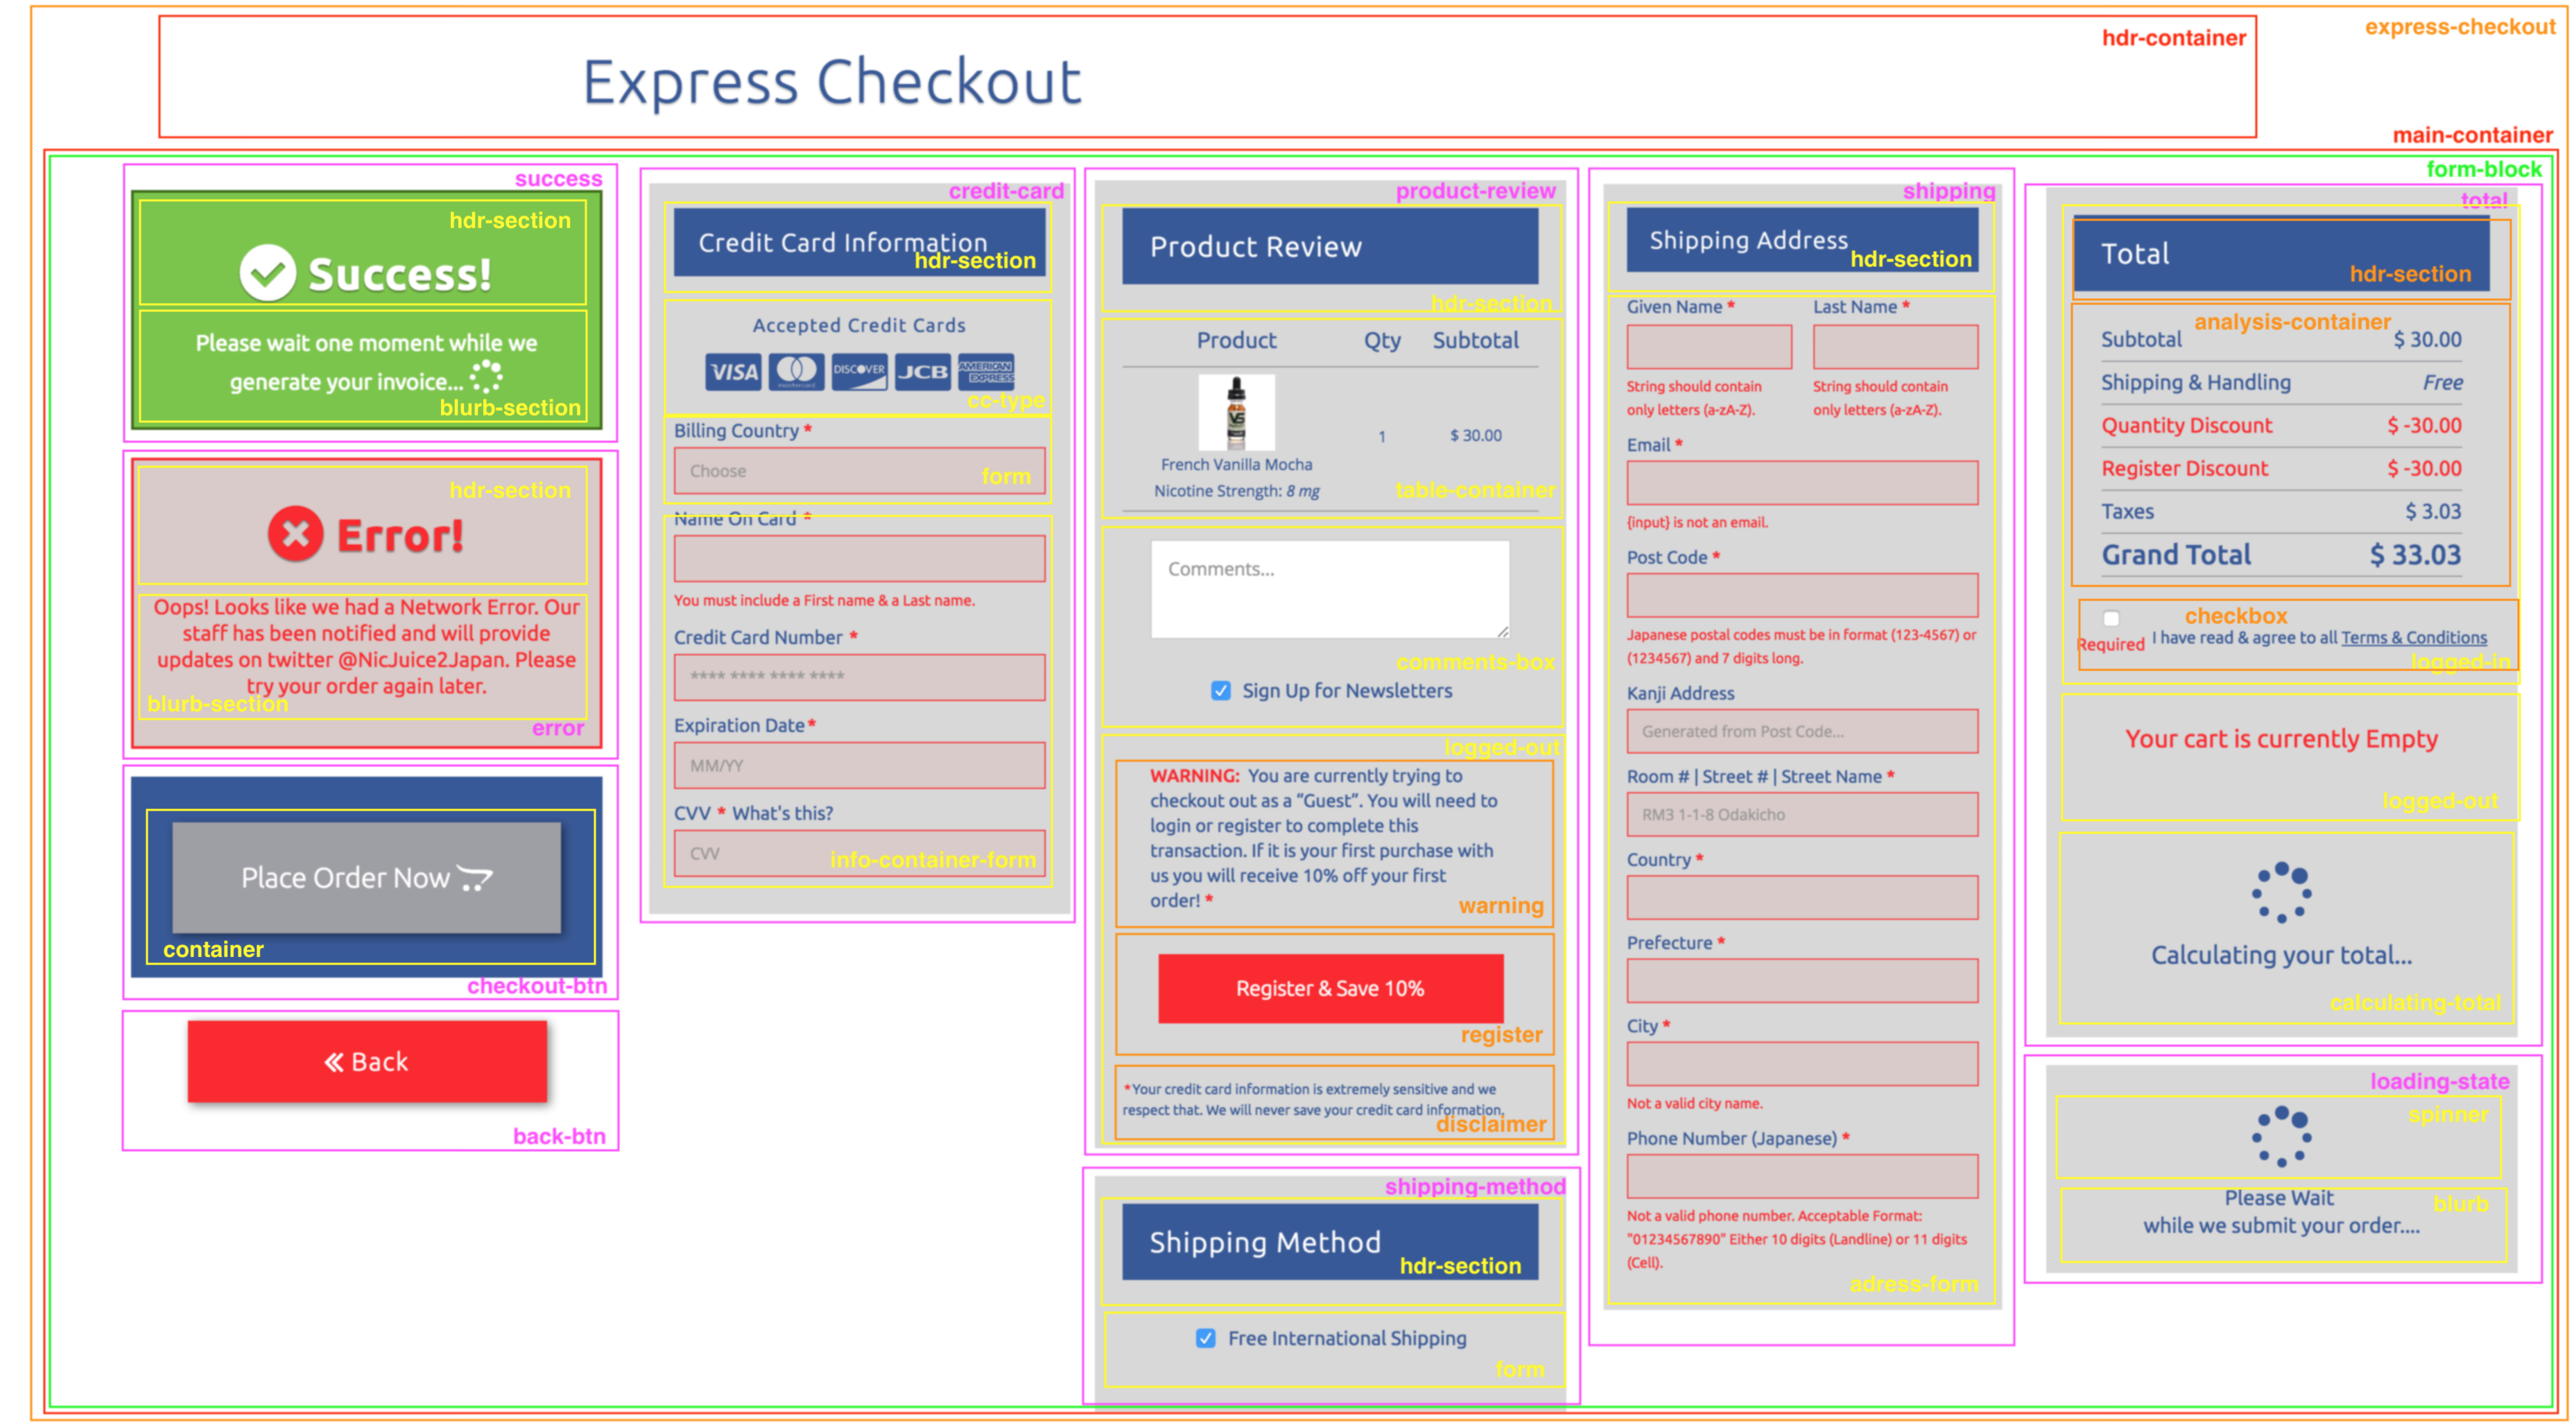 express-checkout
hdr-container
Express Checkout
main-container
form-block
success
hdr-section
Success!
Please wait one moment while we
generate your invoice...
blurb-section
hdr-section
Error!
Oops! Looks like we had a Network Error. Our
staff has been notified and will provide
updates on twitter @NicJuice2Japan. Please
try your order again later.
blurb-section
error
Place Order Now
container
checkout-btn
Back
back-btn
credit-card
Credit Card Information
hdr-section
Accepted Credit Cards
VISA mastercard DISCOVER JCB AMERICAN EXPRESS
cc-type
Billing Country *
Choose
form
Name On Card *
You must include a First name & a Last name.
Credit Card Number *
**** **** **** ****
Expiration Date *
MM/YY
CVV * What's this?
CVV
info-container-form
product-review
Product Review
hdr-section
Product Qty Subtotal
VS
1 $ 30.00
French Vanilla Mocha
Nicotine Strength: 8 mg
table-container
Comments...
comments-box
Sign Up for Newsletters
logged-out
WARNING: You are currently trying to
checkout out as a “Guest”. You will need to
login or register to complete this
transaction. If it is your first purchase with
us you will receive 10% off your first
order! *
warning
Register & Save 10%
register
*Your credit card information is extremely sensitive and we
respect that. We will never save your credit card information.
disclaimer
shipping-method
Shipping Method
hdr-section
Free International Shipping
form
shipping
Shipping Address
hdr-section
Given Name * Last Name *
String should contain String should contain
only letters (a-zA-Z). only letters (a-zA-Z).
Email *
{input} is not an email.
Post Code *
Japanese postal codes must be in format (123-4567) or
(1234567) and 7 digits long.
Kanji Address
Generated from Post Code...
Room # | Street # | Street Name *
RM3 1-1-8 Odakicho
Country *
Prefecture *
City *
Not a valid city name.
Phone Number (Japanese) *
Not a valid phone number. Acceptable Format:
"01234567890" Either 10 digits (Landline) or 11 digits
(Cell).
adress-form
total
Total
hdr-section
analysis-container
Subtotal $ 30.00
Shipping & Handling Free
Quantity Discount $ -30.00
Register Discount $ -30.00
Taxes $ 3.03
Grand Total $ 33.03
checkbox
Required I have read & agree to all Terms & Conditions
logged-in
Your cart is currently Empty
logged-out
Calculating your total...
calculating-total
loading-state
spinner
Please Wait
blurb
while we submit your order....